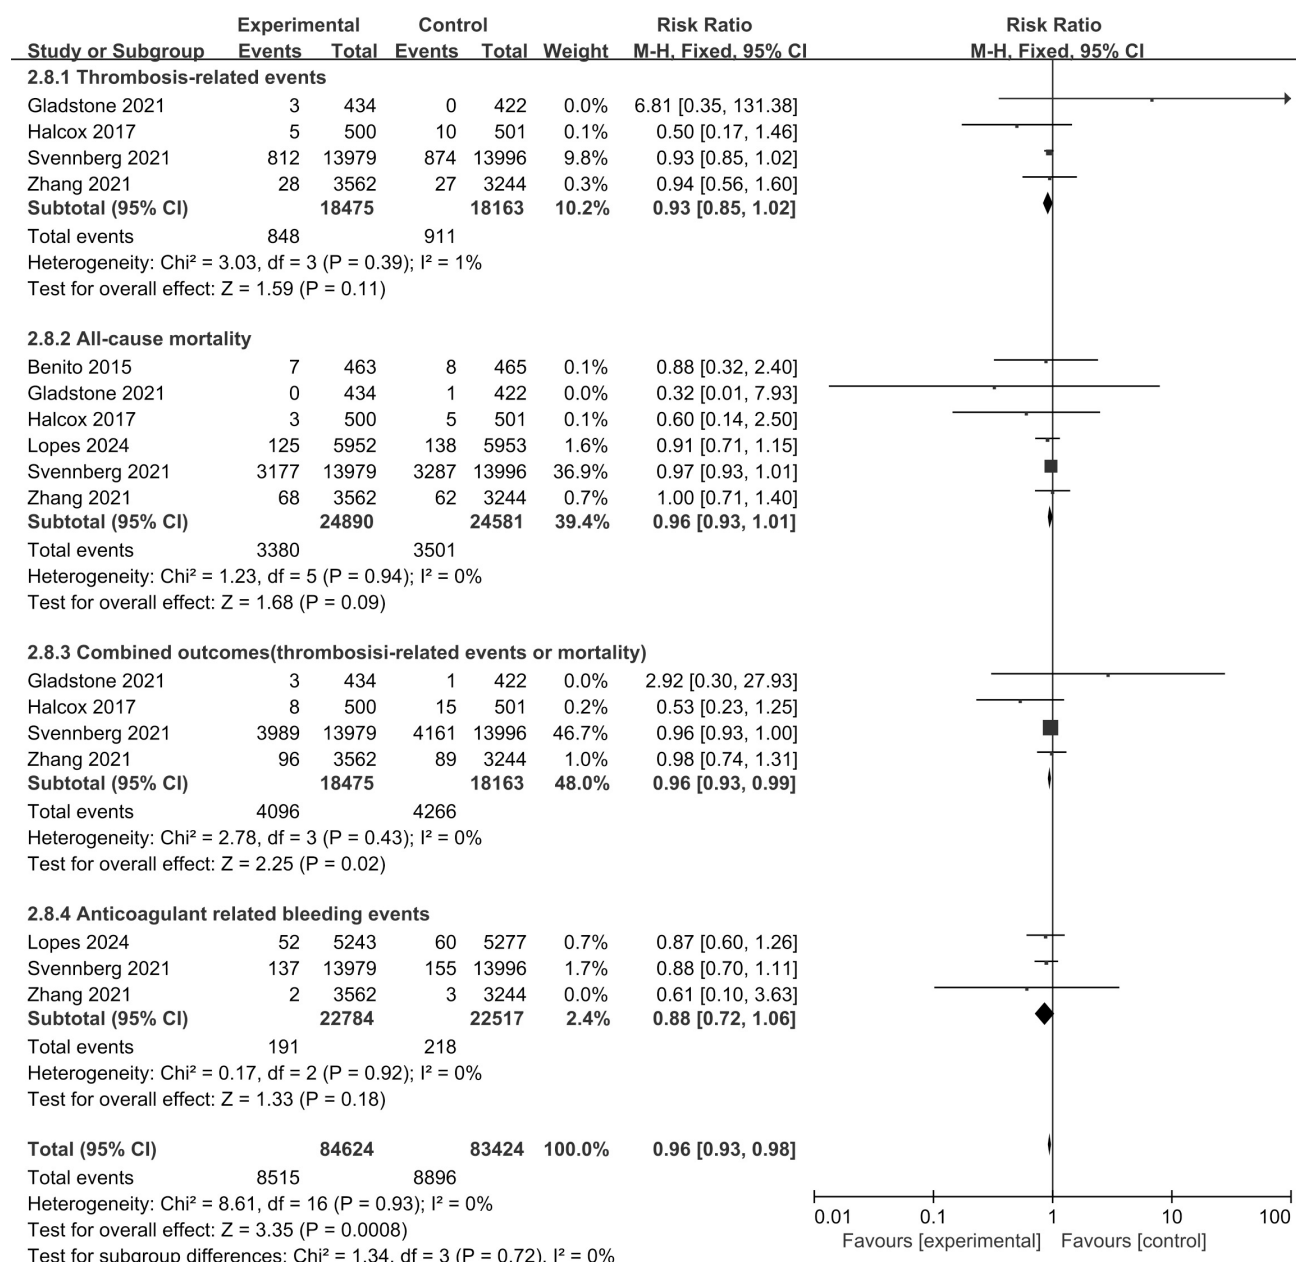 Experimental Control Risk Ratio Risk Ratio
Study or Subgroup Events Total Events Total Weight M-H, Fixed, 95% CI M-H, Fixed, 95% CI
2.8.1 Thrombosis-related events
Gladstone 2021 3 434 0 422 0.0% 6.81 [0.35, 131.38]
Halcox 2017 5 500 10 501 0.1% 0.50 [0.17, 1.46]
Svennberg 2021 812 13979 874 13996 9.8% 0.93 [0.85, 1.02]
Zhang 2021 28 3562 27 3244 0.3% 0.94 [0.56, 1.60]
Subtotal (95% CI) 18475 18163 10.2% 0.93 [0.85, 1.02]
Total events 848 911
Heterogeneity: Chi² = 3.03, df = 3 (P = 0.39); I² = 1%
Test for overall effect: Z = 1.59 (P = 0.11)
2.8.2 All-cause mortality
Benito 2015 7 463 8 465 0.1% 0.88 [0.32, 2.40]
Gladstone 2021 0 434 1 422 0.0% 0.32 [0.01, 7.93]
Halcox 2017 3 500 5 501 0.1% 0.60 [0.14, 2.50]
Lopes 2024 125 5952 138 5953 1.6% 0.91 [0.71, 1.15]
Svennberg 2021 3177 13979 3287 13996 36.9% 0.97 [0.93, 1.01]
Zhang 2021 68 3562 62 3244 0.7% 1.00 [0.71, 1.40]
Subtotal (95% CI) 24890 24581 39.4% 0.96 [0.93, 1.01]
Total events 3380 3501
Heterogeneity: Chi² = 1.23, df = 5 (P = 0.94); I² = 0%
Test for overall effect: Z = 1.68 (P = 0.09)
2.8.3 Combined outcomes(thrombosisi-related events or mortality)
Gladstone 2021 3 434 1 422 0.0% 2.92 [0.30, 27.93]
Halcox 2017 8 500 15 501 0.2% 0.53 [0.23, 1.25]
Svennberg 2021 3989 13979 4161 13996 46.7% 0.96 [0.93, 1.00]
Zhang 2021 96 3562 89 3244 1.0% 0.98 [0.74, 1.31]
Subtotal (95% CI) 18475 18163 48.0% 0.96 [0.93, 0.99]
Total events 4096 4266
Heterogeneity: Chi² = 2.78, df = 3 (P = 0.43); I² = 0%
Test for overall effect: Z = 2.25 (P = 0.02)
2.8.4 Anticoagulant related bleeding events
Lopes 2024 52 5243 60 5277 0.7% 0.87 [0.60, 1.26]
Svennberg 2021 137 13979 155 13996 1.7% 0.88 [0.70, 1.11]
Zhang 2021 2 3562 3 3244 0.0% 0.61 [0.10, 3.63]
Subtotal (95% CI) 22784 22517 2.4% 0.88 [0.72, 1.06]
Total events 191 218
Heterogeneity: Chi² = 0.17, df = 2 (P = 0.92); I² = 0%
Test for overall effect: Z = 1.33 (P = 0.18)
Total (95% CI) 84624 83424 100.0% 0.96 [0.93, 0.98]
Total events 8515 8896
Heterogeneity: Chi² = 8.61, df = 16 (P = 0.93); I² = 0%
Test for overall effect: Z = 3.35 (P = 0.0008)
Test for subgroup differences: Chi² = 1.34, df = 3 (P = 0.72), I² = 0%
0.01 0.1 1 10 100
Favours [experimental] Favours [control]